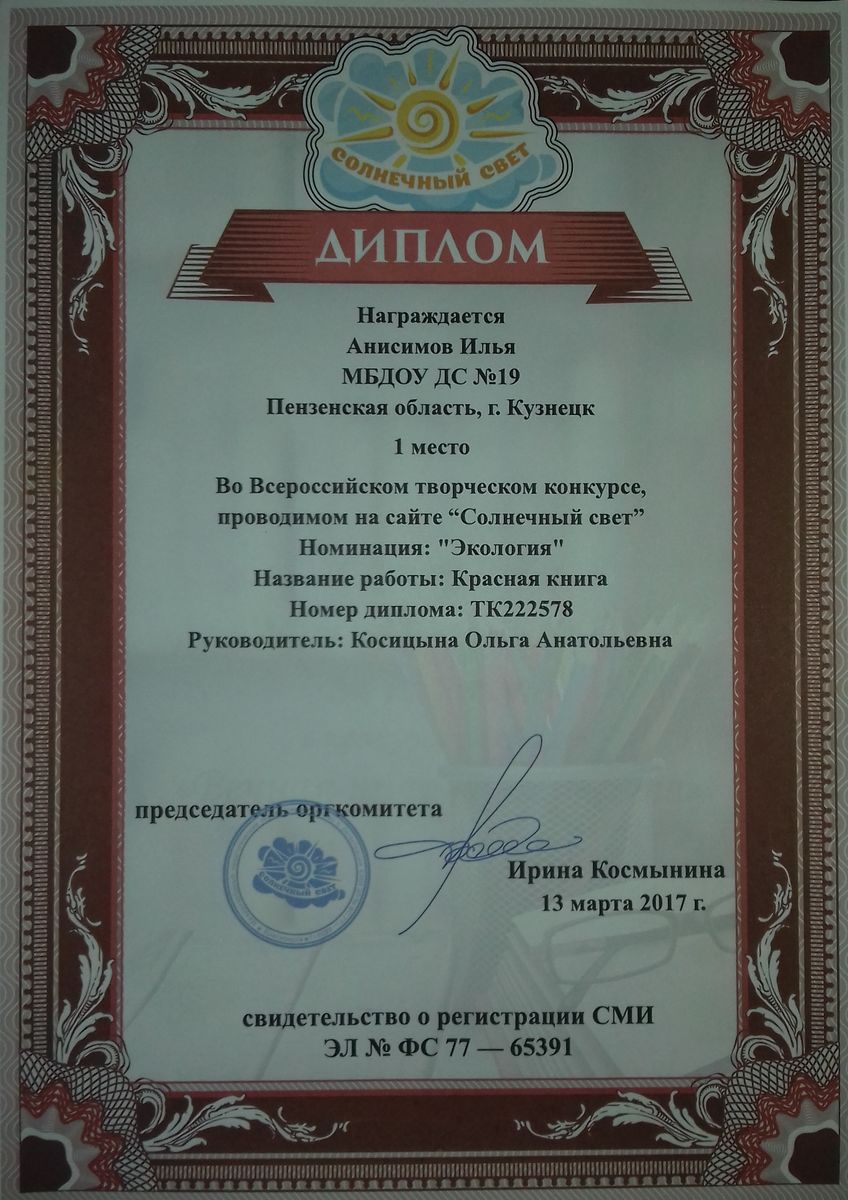 СОЛНЕЧНЫЙ СВЕТ
ДИПЛОМ
Награждается
Анисимов Илья
МБДОУ ДС №19
Пензенская область, г. Кузнецк
1 место
Во Всероссийском творческом конкурсе,
проводимом на сайте “Солнечный свет”
Номинация: "Экология"
Название работы: Красная книга
Номер диплома: ТК222578
Руководитель: Косицына Ольга Анатольевна
председатель оргкомитета
СОЛНЕЧНЫЙ СВЕТ
Ирина Космынина
13 марта 2017 г.
свидетельство о регистрации СМИ
ЭЛ № ФС 77 — 65391